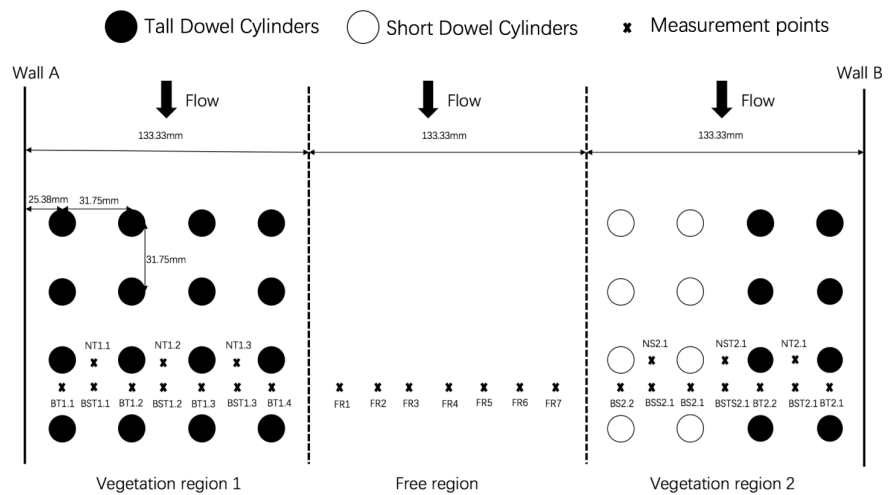 Tall Dowel Cylinders Short Dowel Cylinders Measurement points
Wall A Wall B
Flow Flow Flow
133.33mm 133.33mm 133.33mm
25.38mm 31.75mm
31.75mm
NT1.1 NT1.2 NT1.3 NS2.1 NST2.1 NT2.1
BT1.1 BST1.1 BT1.2 BST1.2 BT1.3 BST1.3 BT1.4 FR1 FR2 FR3 FR4 FR5 FR6 FR7 BS2.2 BSS2.1 BS2.1 BSTS2.1 BT2.2 BST2.1 BT2.1
Vegetation region 1 Free region Vegetation region 2